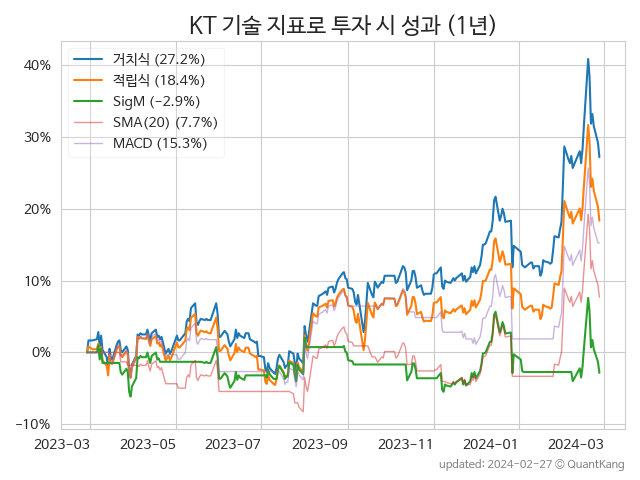 KT 기술 지표로 투자 시 성과 (1년)
거치식 (27.2%)
적립식 (18.4%)
SigM (−2.9%)
SMA(20) (7.7%)
MACD (15.3%)
40%
30%
20%
10%
0%
−10%
2023-03 2023-05 2023-07 2023-09 2023-11 2024-01 2024-03
updated: 2024-02-27 ⓒ QuantKang